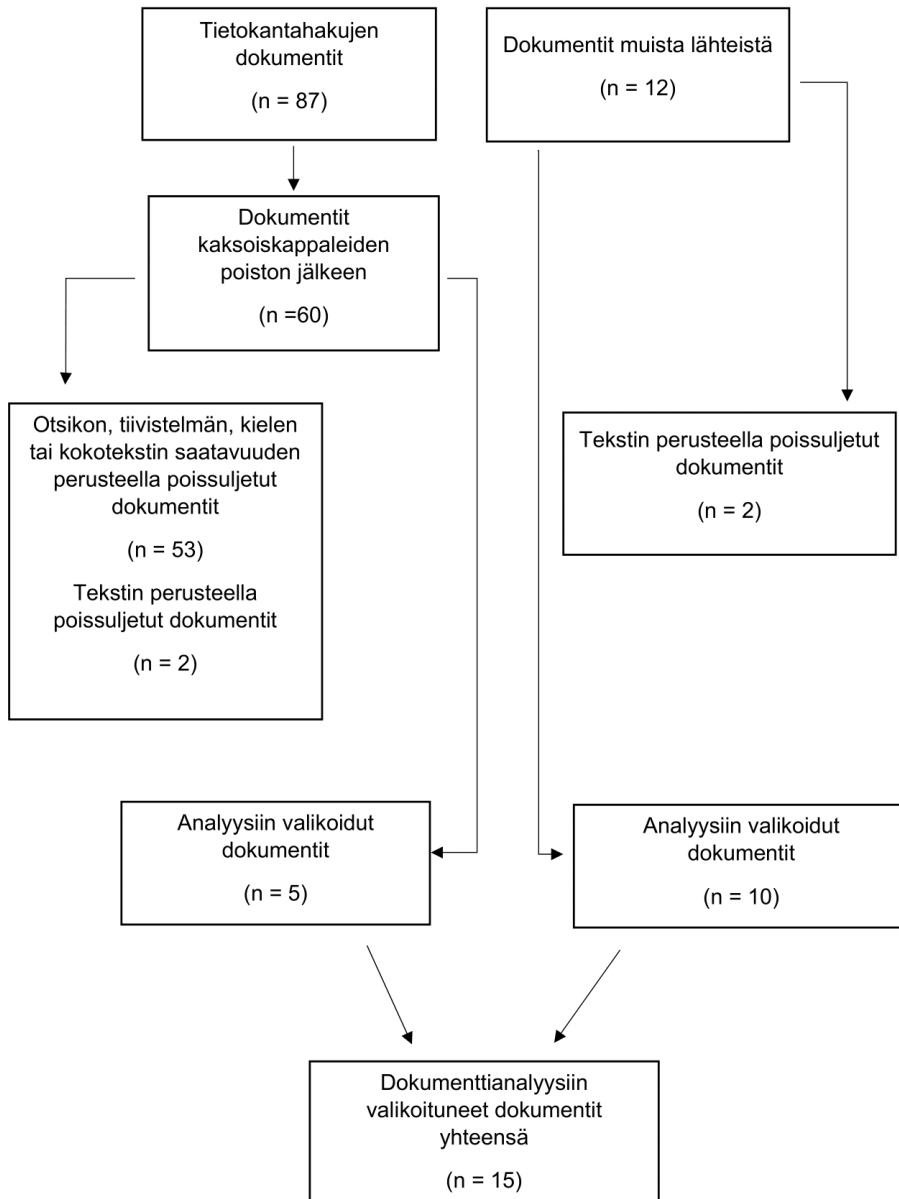 Tietokantahakujen
dokumentit
(n = 87)
Dokumentit muista lähteistä
(n = 12)
Dokumentit
kaksoiskappaleiden
poiston jälkeen
(n =60)
Otsikon, tiivistelmän, kielen
tai kokotekstin saatavuuden
perusteella poissuljetut
dokumentit
(n = 53)
Tekstin perusteella
poissuljetut dokumentit
(n = 2)
Tekstin perusteella poissuljetut
dokumentit
(n = 2)
Analyysiin valikoidut
dokumentit
(n = 5)
Analyysiin valikoidut
dokumentit
(n = 10)
Dokumenttianalyysiin
valikoituneet dokumentit
yhteensä
(n = 15)